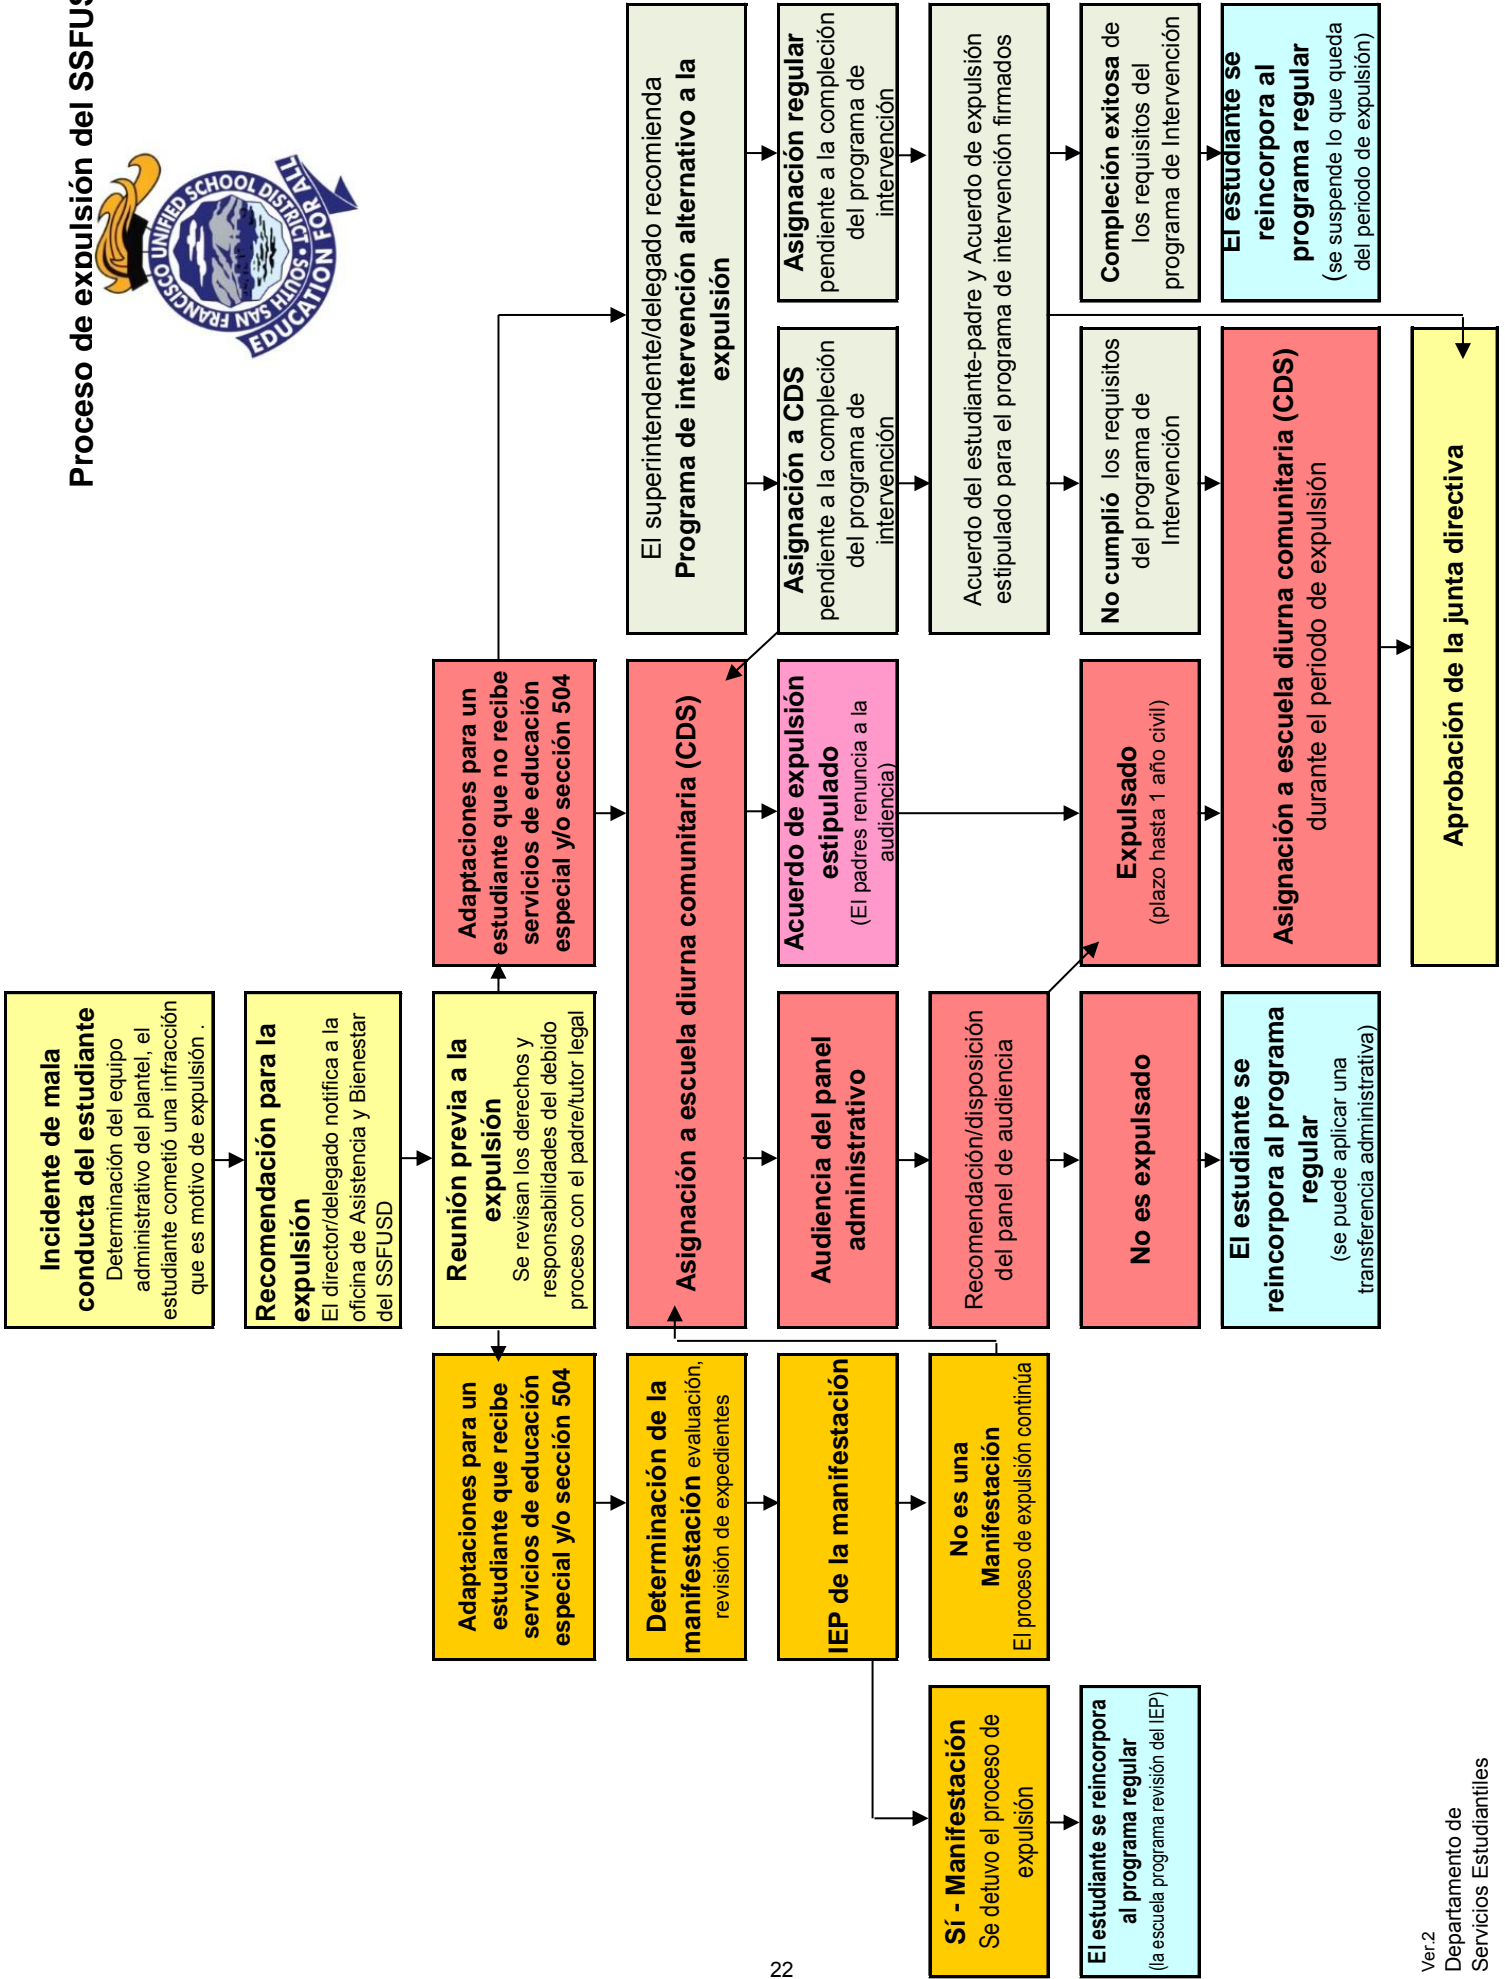 Proceso de expulsión del SSFUS
SOUTH SAN FRANCISCO UNIFIED SCHOOL DISTRICT •
EDUCATION FOR ALL
Incidente de mala
conducta del estudiante
Determinación del equipo
administrativo del plantel, el
estudiante cometió una infracción
que es motivo de expulsión .
Recomendación para la
expulsión
El director/delegado notifica a la
oficina de Asistencia y Bienestar
del SSFUSD
Reunión previa a la
expulsión
Se revisan los derechos y
responsabilidades del debido
proceso con el padre/tutor legal
Adaptaciones para un
estudiante que recibe
servicios de educación
especial y/o sección 504
Adaptaciones para un
estudiante que no recibe
servicios de educación
especial y/o sección 504
Determinación de la
manifestación evaluación,
revisión de expedientes
Asignación a escuela diurna comunitaria (CDS)
El superintendente/delegado recomienda
Programa de intervención alternativo a la
expulsión
IEP de la manifestación
Audiencia del panel
administrativo
Acuerdo de expulsión
estipulado
(El padres renuncia a la
audiencia)
Asignación a CDS
pendiente a la compleción
del programa de
intervención
Asignación regular
pendiente a la compleción
del programa de
intervención
Sí - Manifestación
Se detuvo el proceso de
expulsión
No es una
Manifestación
El proceso de expulsión continúa
Recomendación/disposición
del panel de audiencia
Acuerdo del estudiante-padre y Acuerdo de expulsión
estipulado para el programa de intervención firmados
El estudiante se reincorpora
al programa regular
(la escuela programa revisión del IEP)
No es expulsado
Expulsado
(plazo hasta 1 año civil)
No cumplió los requisitos
del programa de
Intervención
Compleción exitosa de
los requisitos del
programa de Intervención
El estudiante se
reincorpora al programa
regular
(se puede aplicar una
transferencia administrativa)
Asignación a escuela diurna comunitaria (CDS)
durante el periodo de expulsión
El estudiante se
reincorpora al
programa regular
(se suspende lo que queda
del periodo de expulsión)
Aprobación de la junta directiva
Ver.2
Departamento de
Servicios Estudiantiles
22